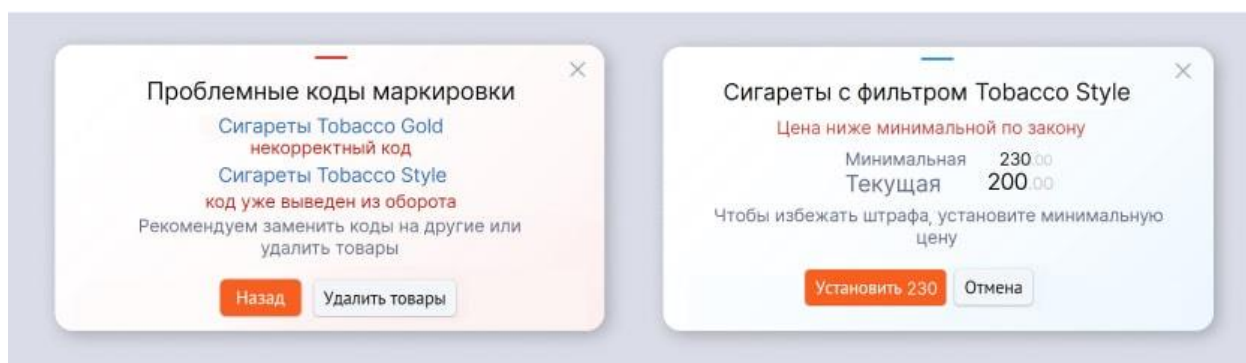 Проблемные коды маркировки
Сигареты Tobacco Gold
некорректный код
Сигареты Tobacco Style
код уже выведен из оборота
Рекомендуем заменить коды на другие или
удалить товары
Назад Удалить товары
Сигареты с фильтром Tobacco Style
Цена ниже минимальной по закону
Минимальная 230.00
Текущая 200.00
Чтобы избежать штрафа, установите минимальную
цену
Установить 230 Отмена